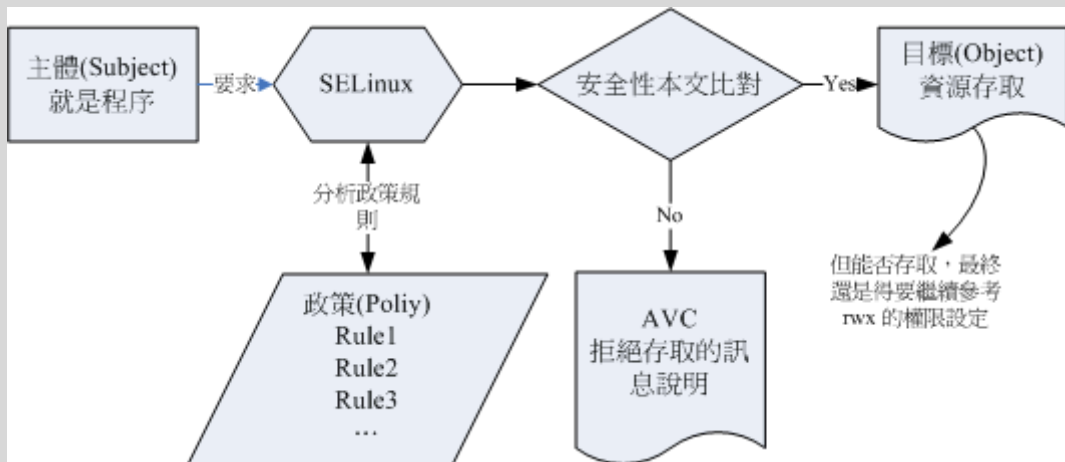 主體(Subject)
就是程序
要求
SELinux
安全性本文比對
Yes
目標(Object)
資源存取
分析政策規
則
No
但能否存取，最終
還是得要繼續參考
rwx 的權限設定
政策(Poliy)
Rule1
Rule2
Rule3
…
AVC
拒絕存取的訊
息說明